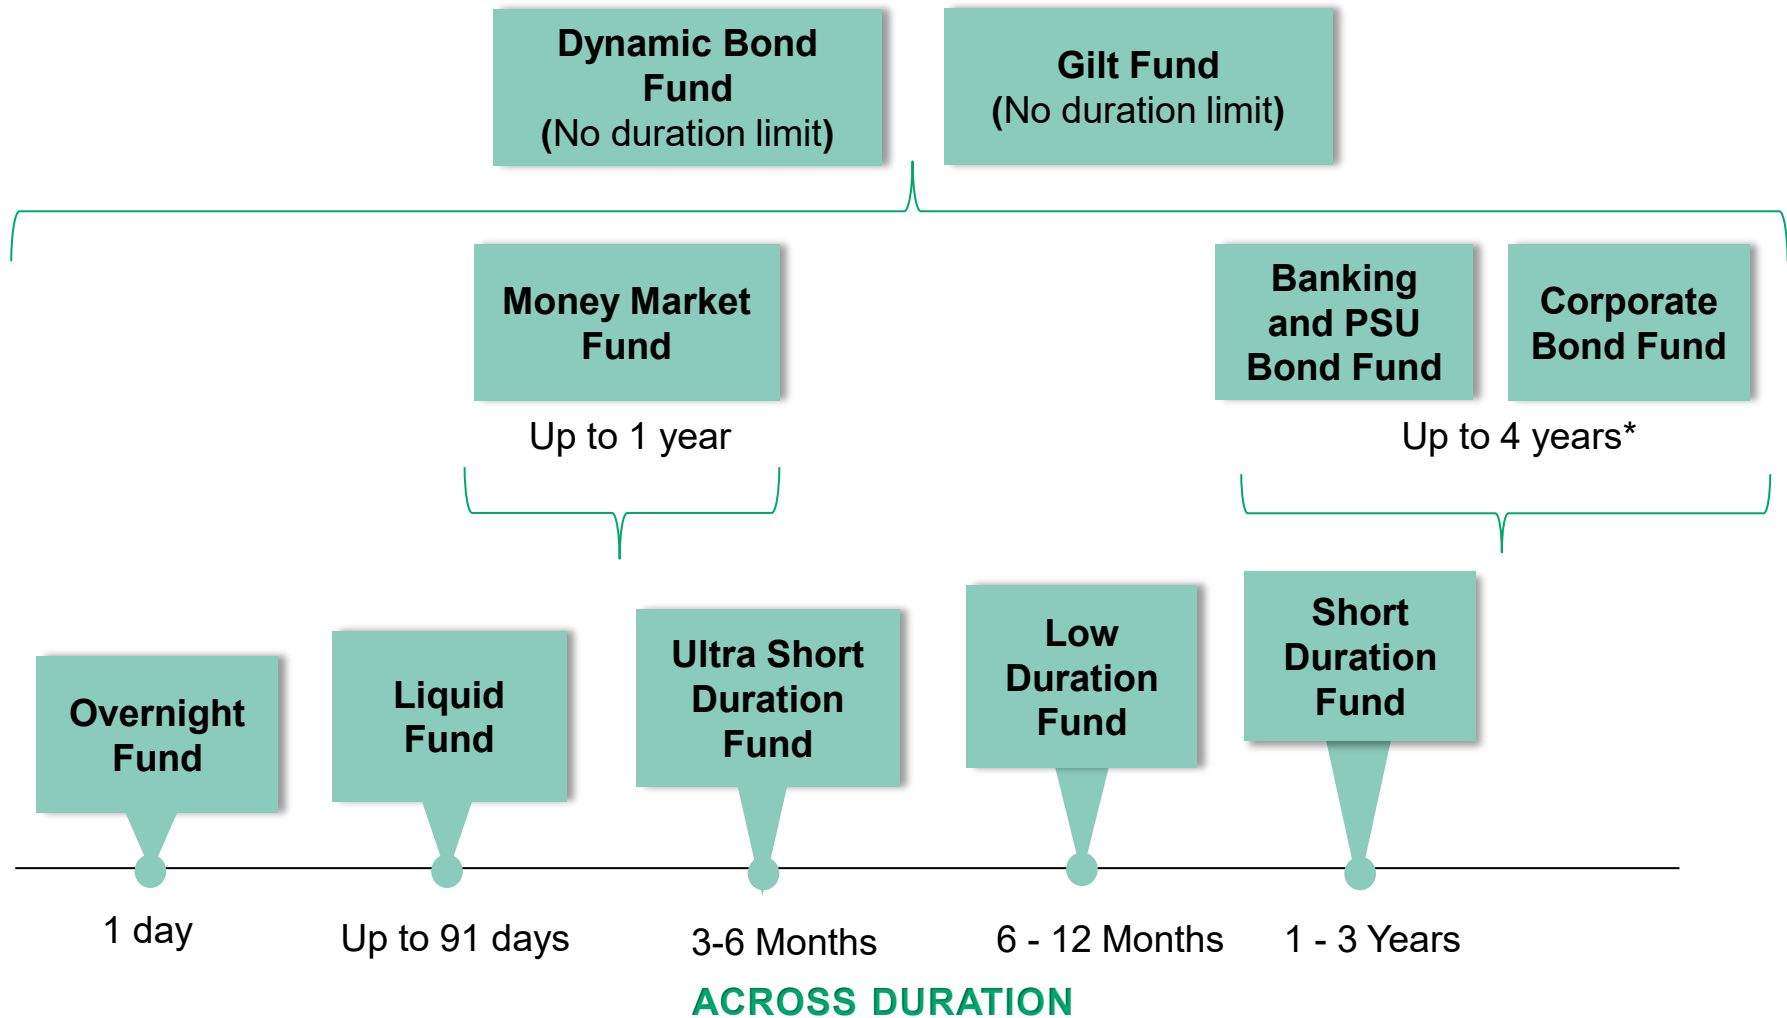 Dynamic Bond
Fund
(No duration limit)
Gilt Fund
(No duration limit)
Money Market
Fund
Up to 1 year
Banking
and PSU
Bond Fund
Corporate
Bond Fund
Up to 4 years*
Overnight
Fund
1 day
Liquid
Fund
Up to 91 days
Ultra Short
Duration
Fund
3-6 Months
Low
Duration
Fund
6 - 12 Months
Short
Duration
Fund
1 - 3 Years
ACROSS DURATION